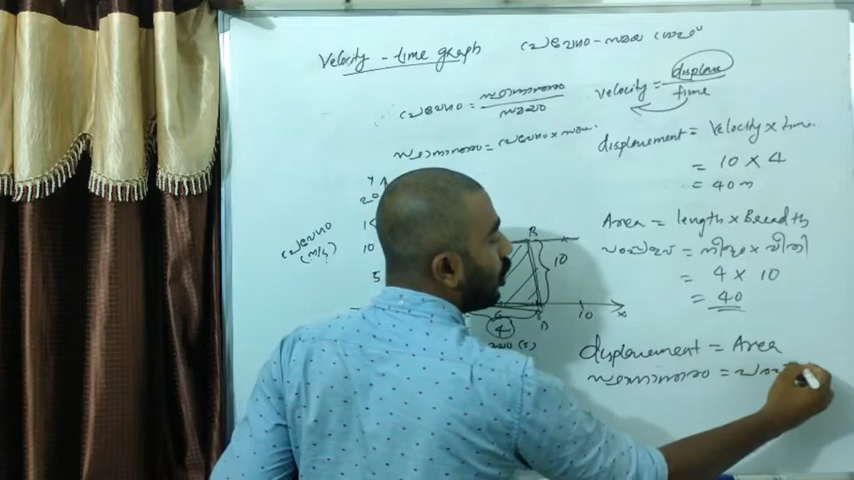 Velocity - time graph പ്രവേഗ - സമയ ഗ്രാഫ്
velocity = displace
time
പ്രവേഗം = സ്ഥാനാന്തരം
സമയം
സ്ഥാനാന്തരം = പ്രവേഗം × സമയം
displacement = Velocity × time.
= 10 × 4
= 40 m
Y
20
10
5
പ്രവേഗം
(m/s)
B
10
4
D
10
x
സമയം (s)
Area = length × Breadth
പരപ്പളവ് = നീളം × വീതി
= 4 × 10
= 40
displacement = Area
സ്ഥാനാന്തരം =